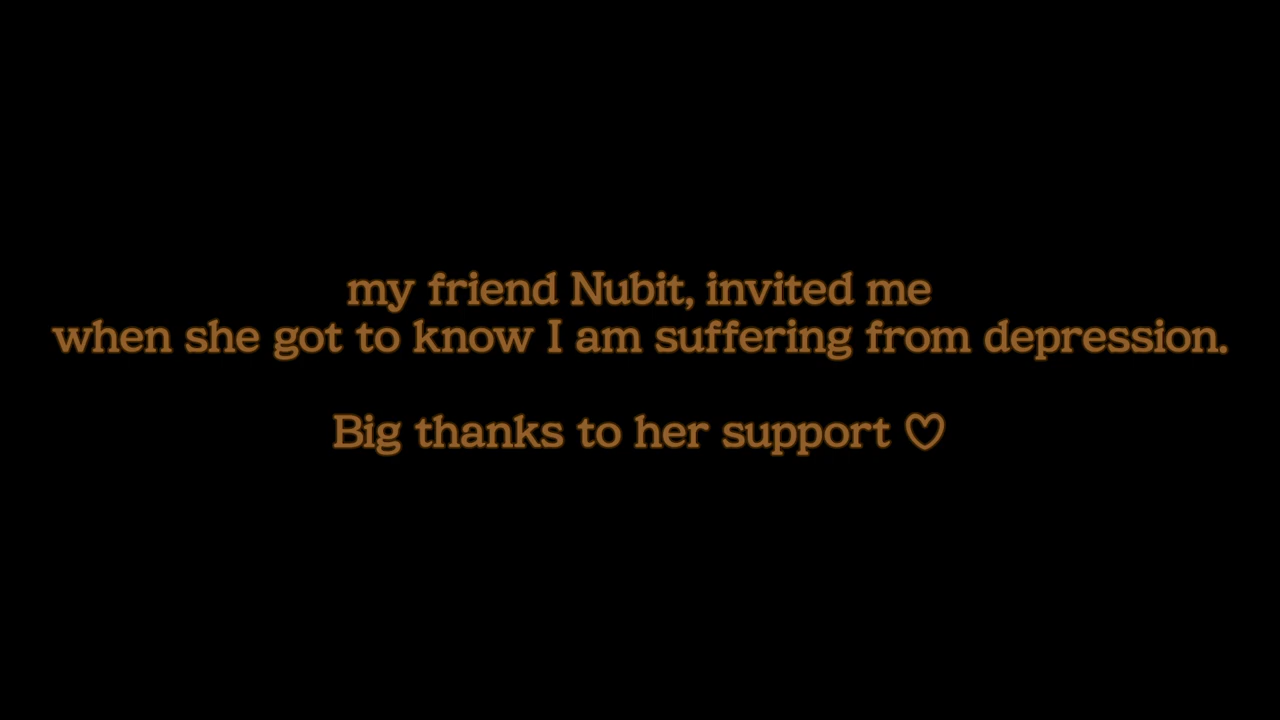 my friend Nubit, invited me
when she got to know I am suffering from depression.
Big thanks to her support ♡